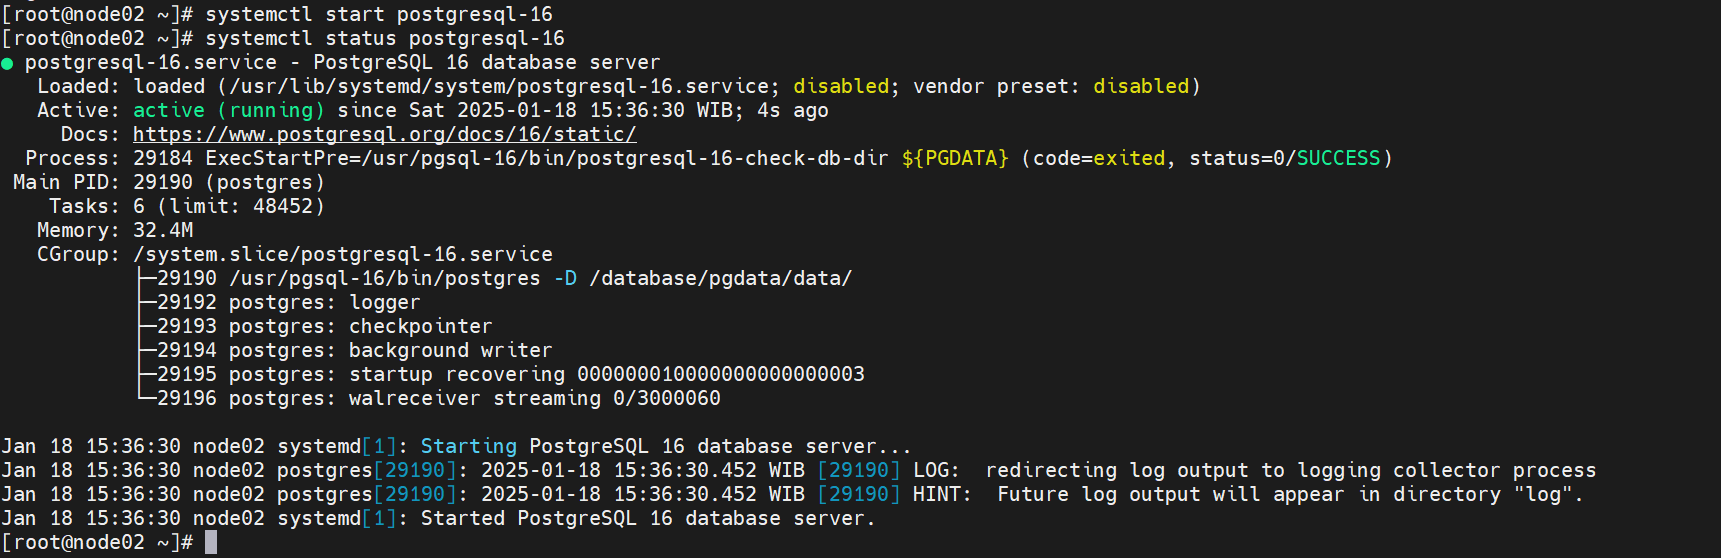 [root@node02 ~]# systemctl start postgresql-16
[root@node02 ~]# systemctl status postgresql-16
● postgresql-16.service - PostgreSQL 16 database server
   Loaded: loaded (/usr/lib/systemd/system/postgresql-16.service; disabled; vendor preset: disabled)
   Active: active (running) since Sat 2025-01-18 15:36:30 WIB; 4s ago
     Docs: https://www.postgresql.org/docs/16/static/
  Process: 29184 ExecStartPre=/usr/pgsql-16/bin/postgresql-16-check-db-dir ${PGDATA} (code=exited, status=0/SUCCESS)
 Main PID: 29190 (postgres)
    Tasks: 6 (limit: 48452)
   Memory: 32.4M
   CGroup: /system.slice/postgresql-16.service
           ├─29190 /usr/pgsql-16/bin/postgres -D /database/pgdata/data/
           ├─29192 postgres: logger
           ├─29193 postgres: checkpointer
           ├─29194 postgres: background writer
           ├─29195 postgres: startup recovering 000000010000000000000003
           └─29196 postgres: walreceiver streaming 0/3000060

Jan 18 15:36:30 node02 systemd[1]: Starting PostgreSQL 16 database server...
Jan 18 15:36:30 node02 postgres[29190]: 2025-01-18 15:36:30.452 WIB [29190] LOG:  redirecting log output to logging collector process
Jan 18 15:36:30 node02 postgres[29190]: 2025-01-18 15:36:30.452 WIB [29190] HINT:  Future log output will appear in directory "log".
Jan 18 15:36:30 node02 systemd[1]: Started PostgreSQL 16 database server.
[root@node02 ~]#